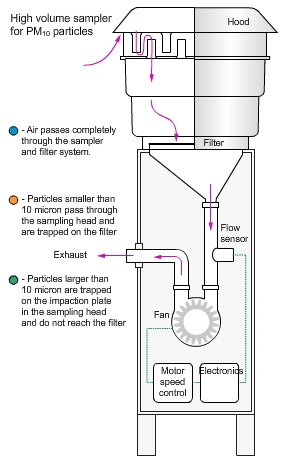 High volume sampler
for PM10 particles
Hood
- Air passes completely
through the sampler
and filter system.
Filter
- Particles smaller than
10 micron pass through
the sampling head and
are trapped on the filter
Flow
sensor
Exhaust
- Particles larger than
10 micron are trapped
on the impaction plate
in the sampling head
and do not reach the filter
Fan
Motor
speed
control
Electronics